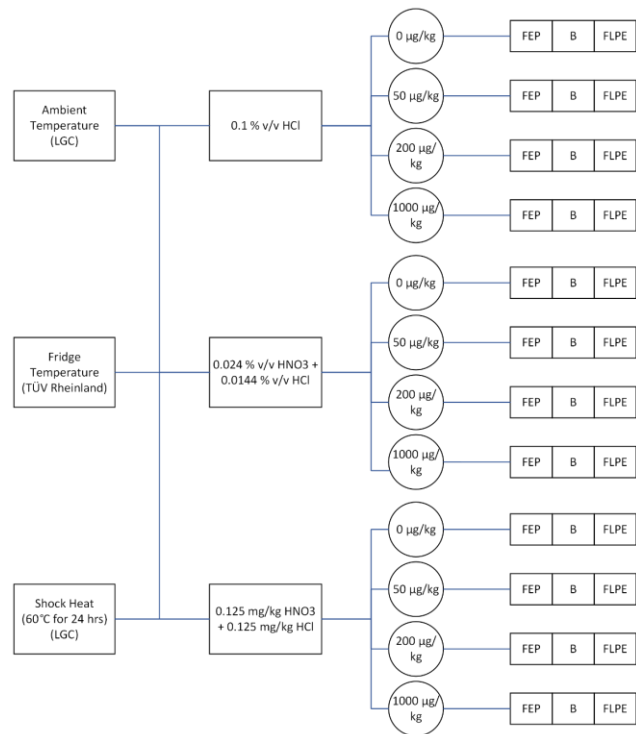 0 µg/kg
FEP B FLPE
50 µg/kg
FEP B FLPE
Ambient
Temperature
(LGC)
0.1 % v/v HCl
200 µg/
kg
FEP B FLPE
1000 µg/
kg
FEP B FLPE
0 µg/kg
FEP B FLPE
50 µg/kg
FEP B FLPE
Fridge
Temperature
(TÜV Rheinland)
0.024 % v/v HNO3 +
0.0144 % v/v HCl
200 µg/
kg
FEP B FLPE
1000 µg/
kg
FEP B FLPE
0 µg/kg
FEP B FLPE
50 µg/kg
FEP B FLPE
Shock Heat
(60℃ for 24 hrs)
(LGC)
0.125 mg/kg HNO3
+ 0.125 mg/kg HCl
200 µg/
kg
FEP B FLPE
1000 µg/
kg
FEP B FLPE